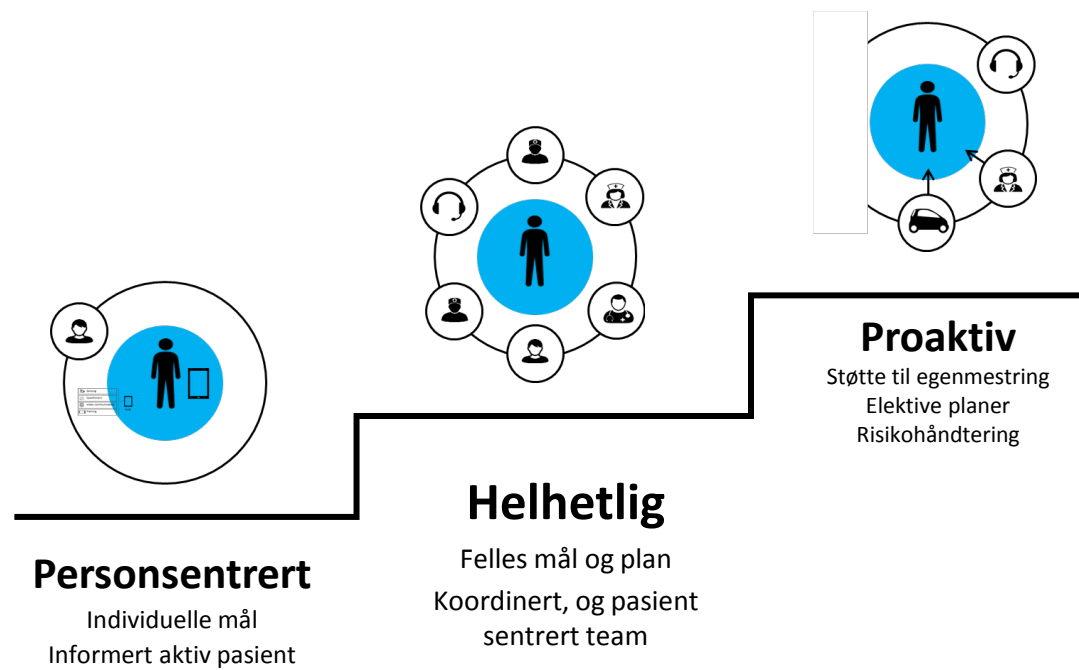 Personsentrert
Individuelle mål
Informert aktiv pasient
Helhetlig
Felles mål og plan
Koordinert, og pasient
sentrert team
Proaktiv
Støtte til egenmestring
Elektive planer
Risikohåndtering